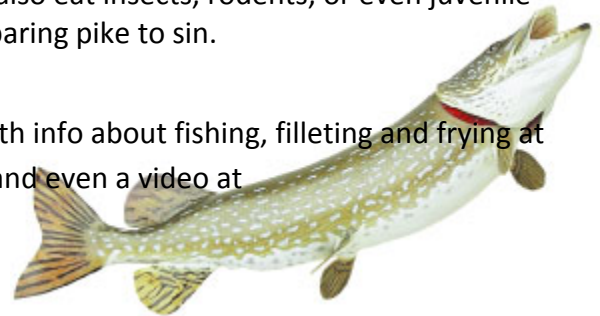 also eat insects, rodents, or even juvenile
paring pike to sin.
th info about fishing, filleting and frying at
and even a video at